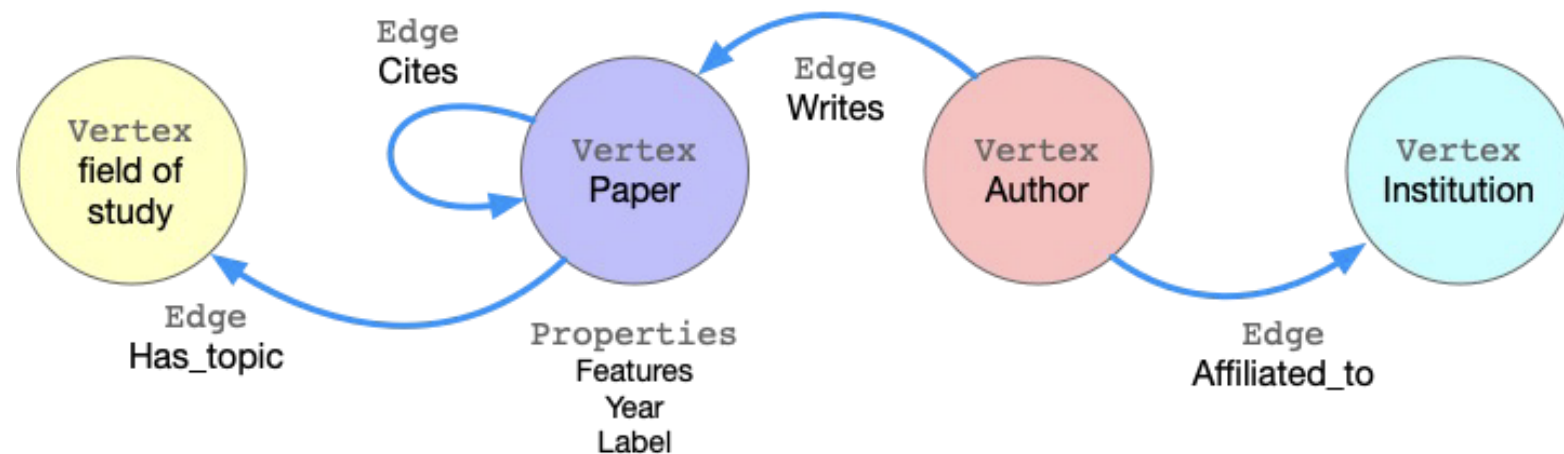 Edge
Cites
Edge
Writes
Vertex
field of
study
Vertex
Paper
Vertex
Author
Vertex
Institution
Edge
Has_topic
Properties
Features
Year
Label
Edge
Affiliated_to